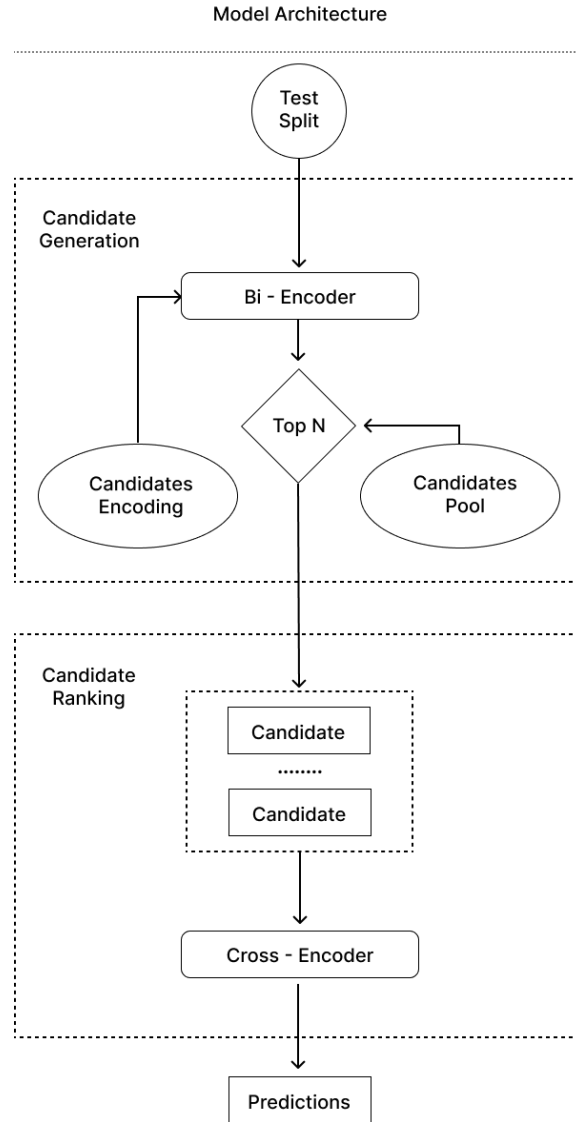 Model Architecture
Test
Split
Candidate
Generation
Bi - Encoder
Top N
Candidates
Encoding
Candidates
Pool
Candidate
Ranking
Candidate
........
Candidate
Cross - Encoder
Predictions